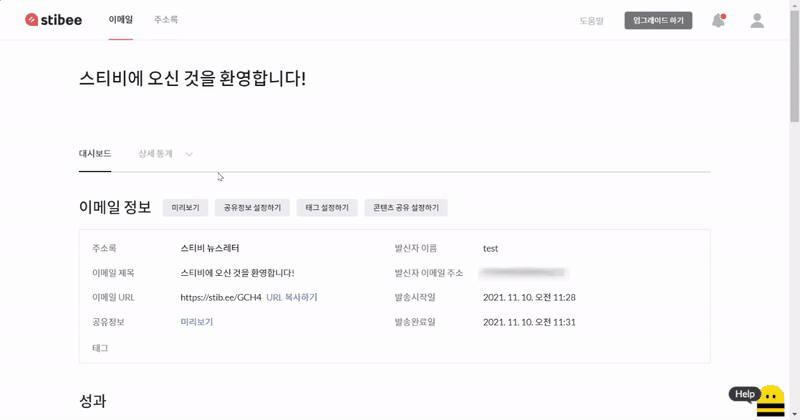 stibee 이메일 주소록 도움말 업그레이드 하기
스티비에 오신 것을 환영합니다!
대시보드 상세 통계
이메일 정보 미리보기 공유정보 설정하기 태그 설정하기 콘텐츠 공유 설정하기
주소록 스티비 뉴스레터 발신자 이름 test
이메일 제목 스티비에 오신 것을 환영합니다! 발신자 이메일 주소
이메일 URL https://stib.ee/GCH4 URL 복사하기 발송시작일 2021. 11. 10. 오전 11:28
공유정보 미리보기 발송완료일 2021. 11. 10. 오전 11:31
태그
Help
성과